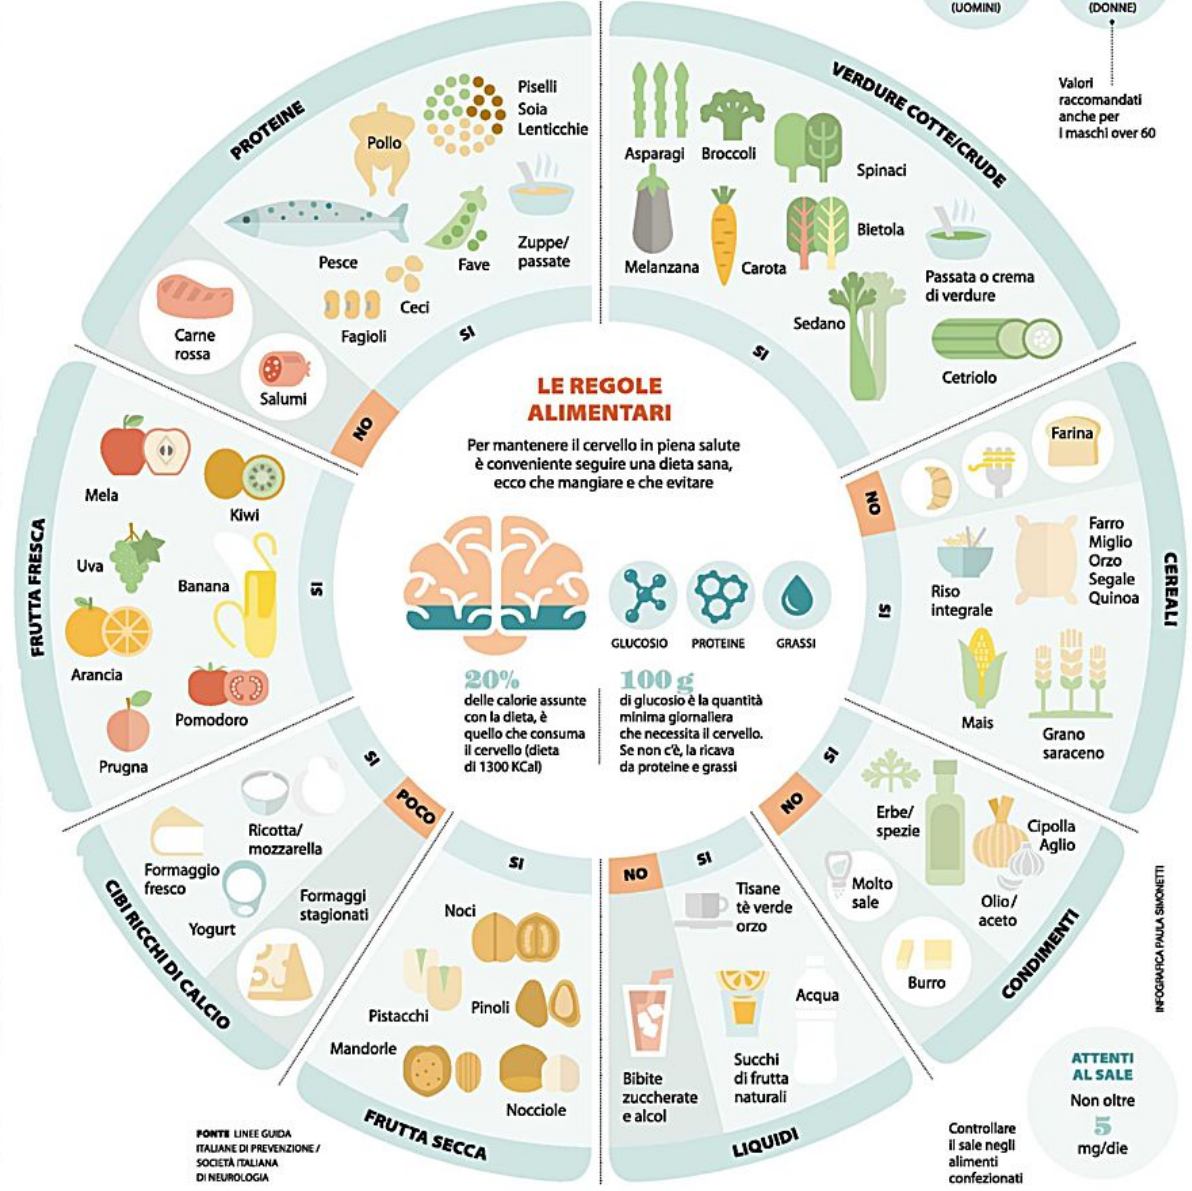 (UOMINI)
(DONNE)
Valori
raccomandati
anche per
i maschi over 60
PROTEINE
Piselli
Soia
Lenticchie
Pollo
Pesce
Fave
Zuppe/
passate
Ceci
Fagioli
Carne
rossa
Salumi
SI
NO
VERDURE COTTE/CRUDE
Asparagi
Broccoli
Spinaci
Melanzana
Carota
Bietola
Passata o crema
di verdure
Sedano
Cetriolo
SI
LE REGOLE
ALIMENTARI
Per mantenere il cervello in piena salute
è conveniente seguire una dieta sana,
ecco che mangiare e che evitare
GLUCOSIO
PROTEINE
GRASSI
20%
delle calorie assunte
con la dieta, è
quello che consuma
il cervello (dieta
di 1300 KCal)
100 g
di glucosio è la quantità
minima giornaliera
che necessita il cervello.
Se non c'è, la ricava
da proteine e grassi
FRUTTA FRESCA
Mela
Kiwi
Uva
Banana
Arancia
Pomodoro
Prugna
SI
CEREALI
NO
Farina
SI
Riso
integrale
Farro
Miglio
Orzo
Segale
Quinoa
Mais
Grano
saraceno
CIBI RICCHI DI CALCIO
SI
POCO
Ricotta/
mozzarella
Formaggio
fresco
Yogurt
Formaggi
stagionati
FRUTTA SECCA
SI
Noci
Pistacchi
Pinoli
Mandorle
Nocciole
LIQUIDI
NO
SI
Tisane
tè verde
orzo
Acqua
Bibite
zuccherate
e alcol
Succhi
di frutta
naturali
CONDIMENTI
SI
NO
Erbe/
spezie
Cipolla
Aglio
Olio/
aceto
Molto
sale
Burro
INFOGRAFICA PAULA SIMONETTI
ATTENTI
AL SALE
Non oltre
5
mg/die
Controllare
il sale negli
alimenti
confezionati
FONTE LINEE GUIDA
ITALIANE DI PREVENZIONE /
SOCIETÀ ITALIANA
DI NEUROLOGIA